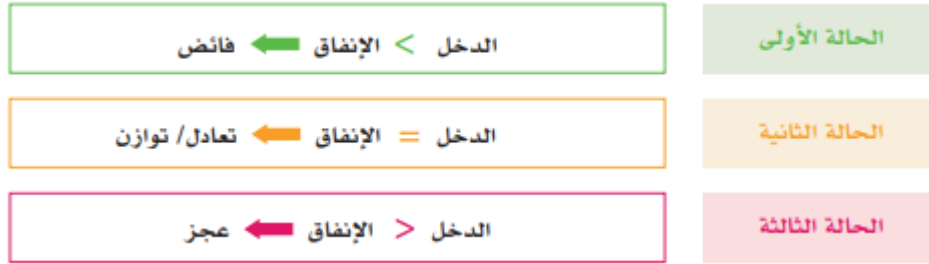 الحالة الأولى
الدخل > الإنفاق ⬅ فائض
الحالة الثانية
الدخل = الإنفاق ⬅ تعادل/ توازن
الحالة الثالثة
الدخل < الإنفاق ⬅ عجز